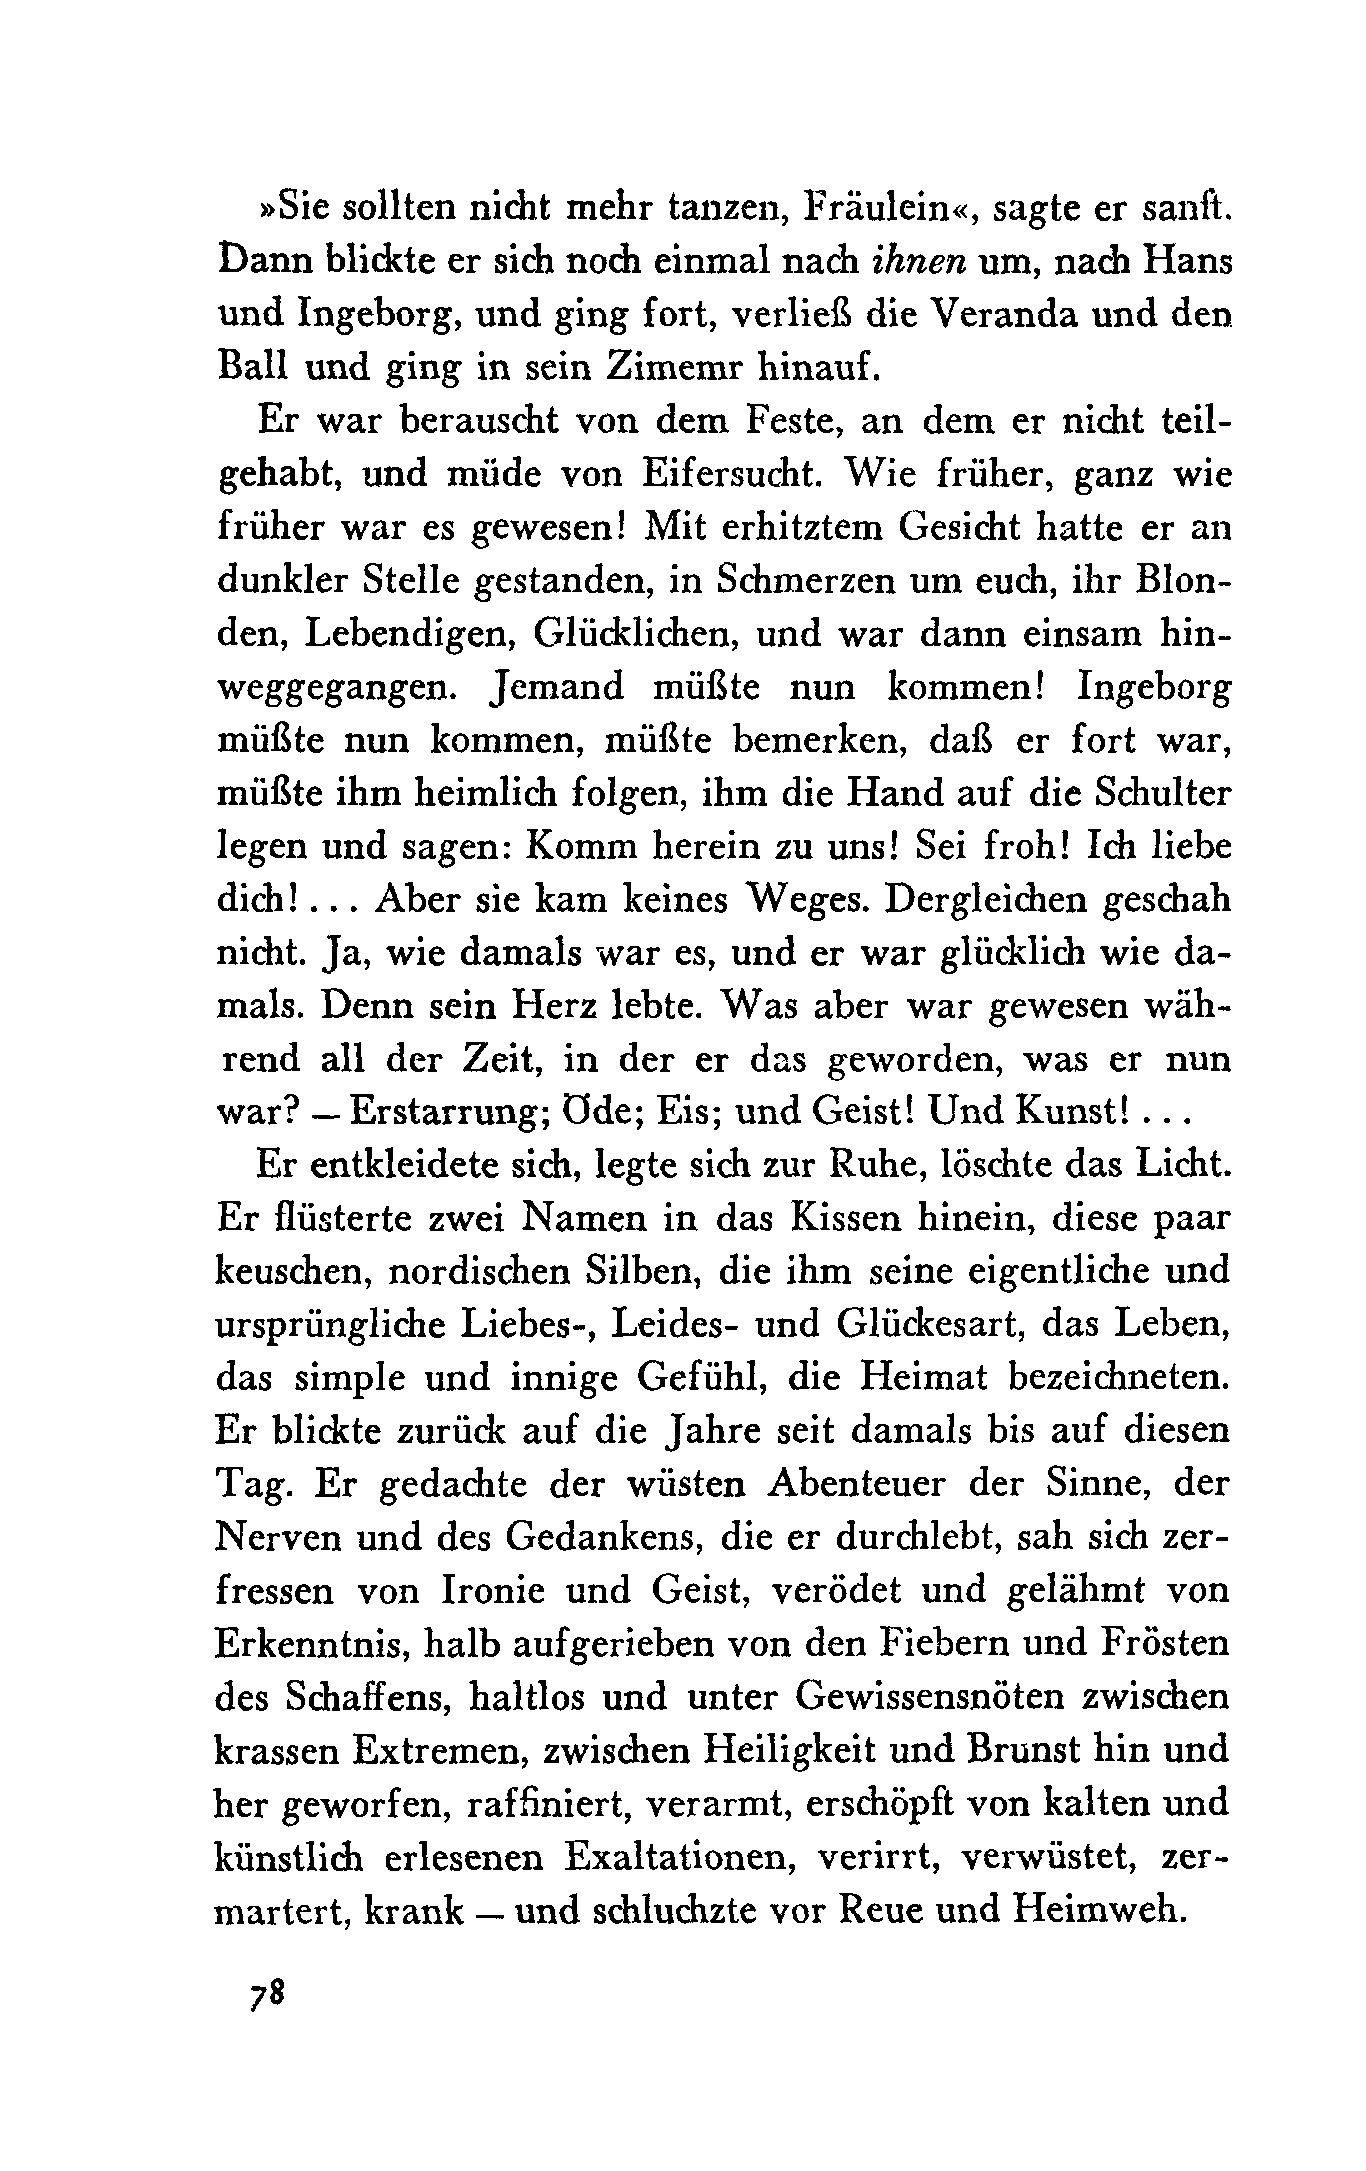 »Sie sollten nicht mehr tanzen, Fräulein«, sagte er sanft.
Dann blickte er sich noch einmal nach ihnen um, nach Hans
und Ingeborg, und ging fort, verließ die Veranda und den
Ball und ging in sein Zimemr hinauf.
Er war berauscht von dem Feste, an dem er nicht teil-
gehabt, und müde von Eifersucht. Wie früher, ganz wie
früher war es gewesen! Mit erhitztem Gesicht hatte er an
dunkler Stelle gestanden, in Schmerzen um euch, ihr Blon-
den, Lebendigen, Glücklichen, und war dann einsam hin-
weggegangen. Jemand müßte nun kommen! Ingeborg
müßte nun kommen, müßte bemerken, daß er fort war,
müßte ihm heimlich folgen, ihm die Hand auf die Schulter
legen und sagen: Komm herein zu uns! Sei froh! Ich liebe
dich! ... Aber sie kam keines Weges. Dergleichen geschah
nicht. Ja, wie damals war es, und er war glücklich wie da-
mals. Denn sein Herz lebte. Was aber war gewesen wäh-
rend all der Zeit, in der er das geworden, was er nun
war? – Erstarrung; Öde; Eis; und Geist! Und Kunst! ...
Er entkleidete sich, legte sich zur Ruhe, löschte das Licht.
Er flüsterte zwei Namen in das Kissen hinein, diese paar
keuschen, nordischen Silben, die ihm seine eigentliche und
ursprüngliche Liebes-, Leides- und Glückesart, das Leben,
das simple und innige Gefühl, die Heimat bezeichneten.
Er blickte zurück auf die Jahre seit damals bis auf diesen
Tag. Er gedachte der wüsten Abenteuer der Sinne, der
Nerven und des Gedankens, die er durchlebt, sah sich zer-
fressen von Ironie und Geist, verödet und gelähmt von
Erkenntnis, halb aufgerieben von den Fiebern und Frösten
des Schaffens, haltlos und unter Gewissensnöten zwischen
krassen Extremen, zwischen Heiligkeit und Brunst hin und
her geworfen, raffiniert, verarmt, erschöpft von kalten und
künstlich erlesenen Exaltationen, verirrt, verwüstet, zer-
martert, krank – und schluchzte vor Reue und Heimweh.
78